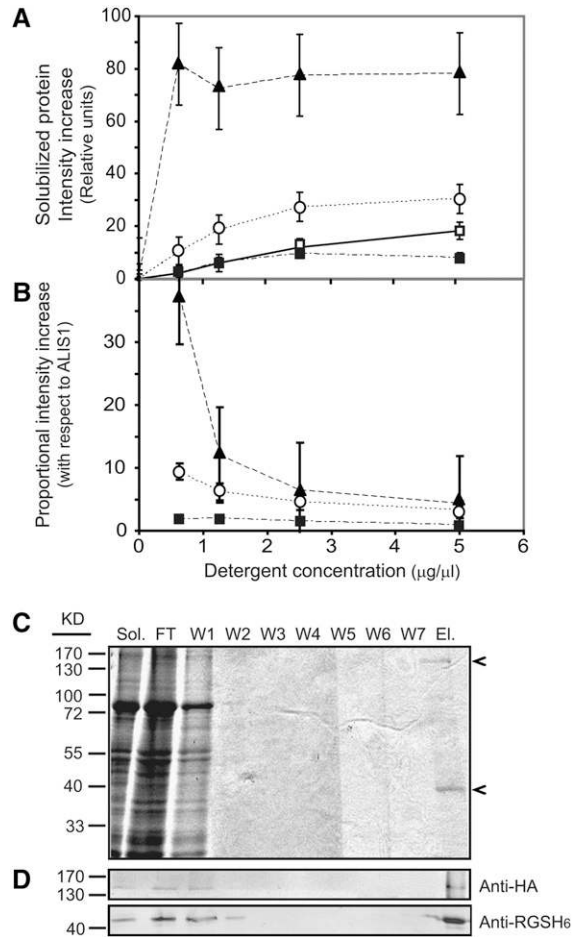 A
Solubilized protein
Intensity increase
(Relative units)
100
80
60
40
20
0
B
Proportional intensity increase
(with respect to ALIS1)
30
20
10
0
0 1 2 3 4 5 6
Detergent concentration (µg/µl)
C
KD Sol. FT W1 W2 W3 W4 W5 W6 W7 El.
170
130
100
72
55
40
33
D
170
130
Anti-HA
40
Anti-RGSH6